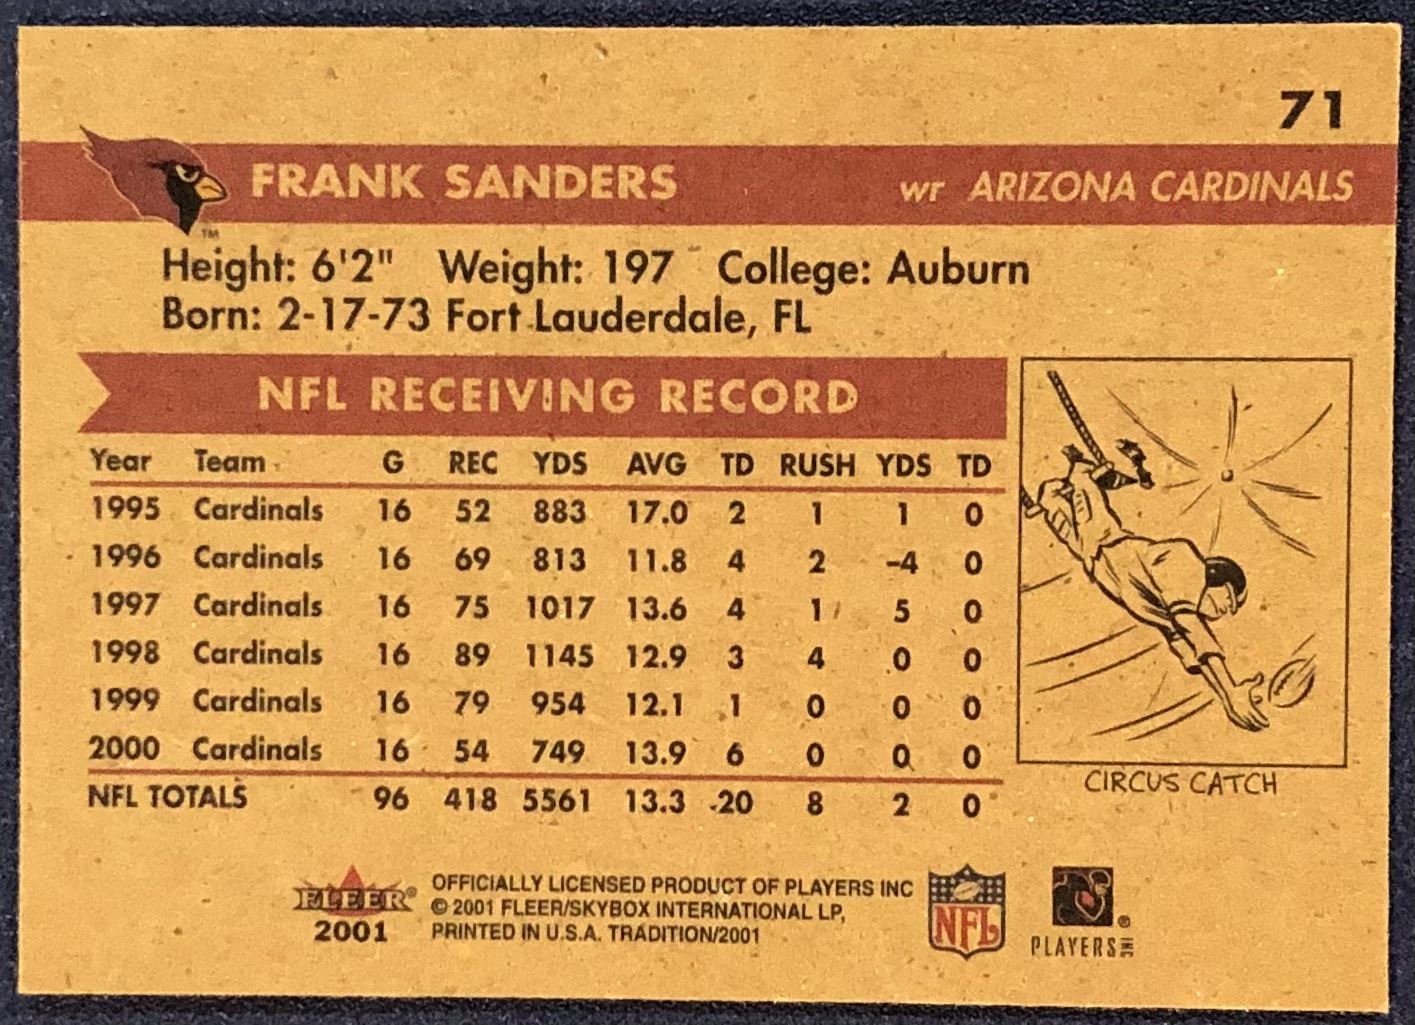 71
FRANK SANDERS wr ARIZONA CARDINALS
TM
Height: 6'2" Weight: 197 College: Auburn
Born: 2-17-73 Fort Lauderdale, FL
NFL RECEIVING RECORD
Year Team G REC YDS AVG TD RUSH YDS TD
1995 Cardinals 16 52 883 17.0 2 1 1 0
1996 Cardinals 16 69 813 11.8 4 2 -4 0
1997 Cardinals 16 75 1017 13.6 4 1 5 0
1998 Cardinals 16 89 1145 12.9 3 4 0 0
1999 Cardinals 16 79 954 12.1 1 0 0 0
2000 Cardinals 16 54 749 13.9 6 0 0 0
NFL TOTALS 96 418 5561 13.3 20 8 2 0
CIRCUS CATCH
FLEER®
2001
OFFICIALLY LICENSED PRODUCT OF PLAYERS INC
© 2001 FLEER/SKYBOX INTERNATIONAL LP,
PRINTED IN U.S.A. TRADITION/2001
NFL
®
PLAYERS INC